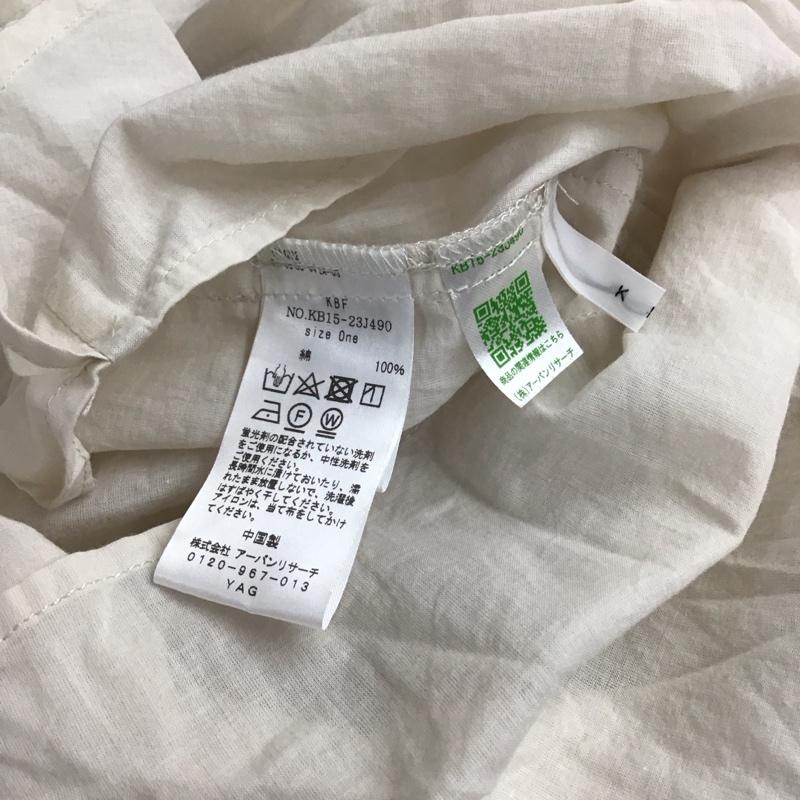 KBF
NO.KB15-23J490
size One
綿 100%
F W
蛍光剤の配合されていない洗剤
をご使用になるか、中性洗剤を
ご使用ください。
長時間水に漬けておいたり、濡
れたまま放置しないで、洗濯後
はすばやく干してください。
アイロンは、当て布をしてかけ
てください。
中国製
株式会社 アーバンリサーチ
0120-967-013
YAG
KB15-23J490
商品の関連情報はこちら
(株)アーバンリサーチ
K